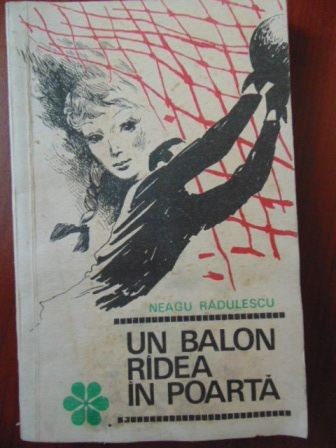 NEAGU RĂDULESCU
UN BALON
RÎDEA
ÎN POARTĂ